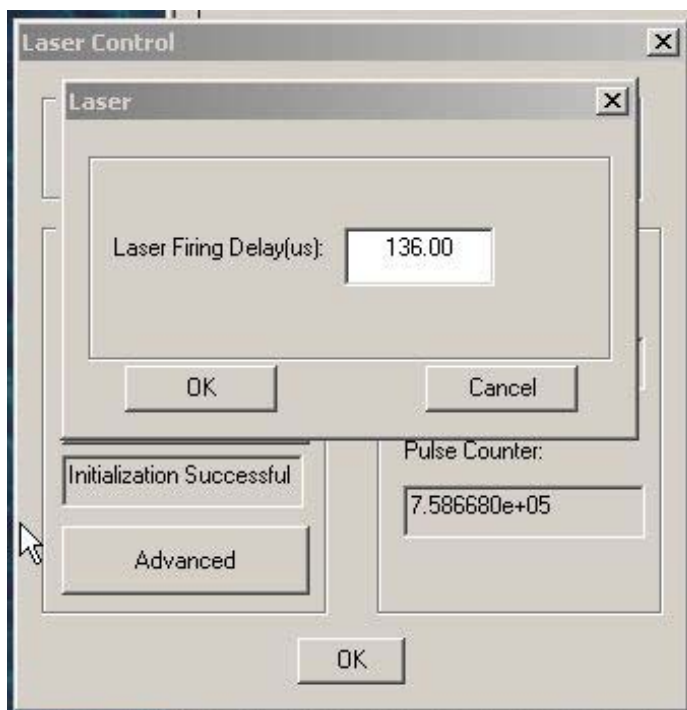 Laser Control
Laser
Laser Firing Delay(us): 136.00
OK Cancel
Initialization Successful
Pulse Counter:
7.586680e+05
Advanced
OK